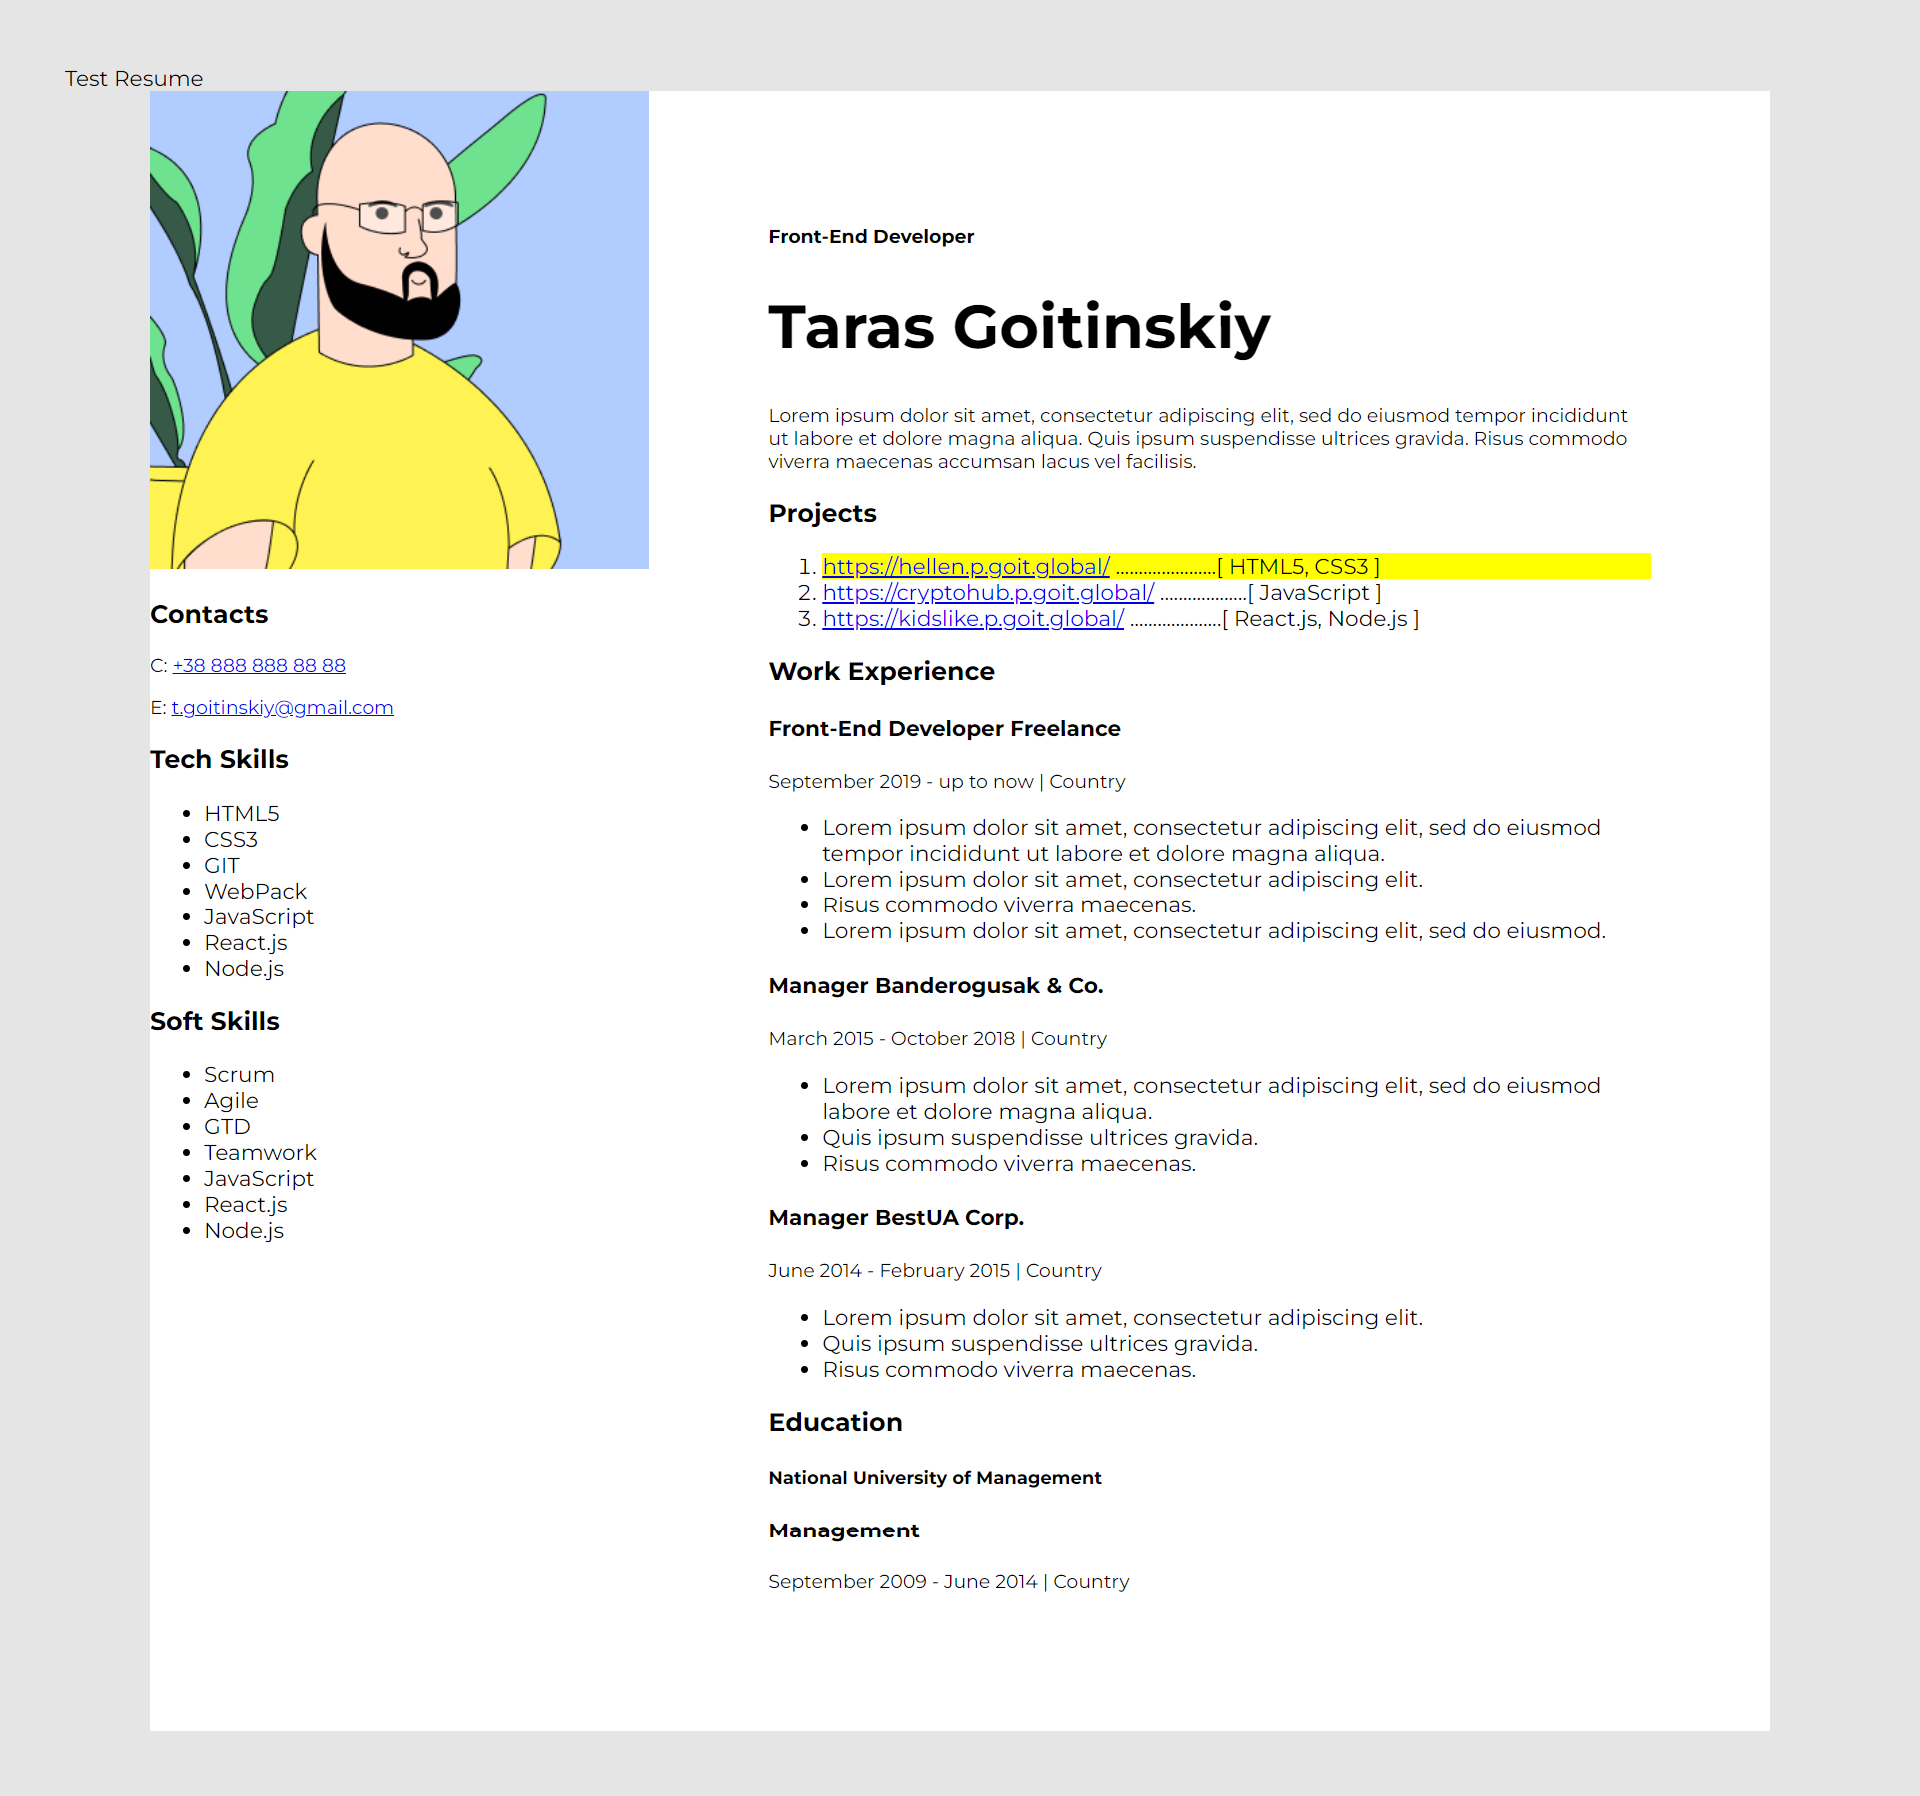 Test Resume
Contacts
C: +38 888 888 88 88
E: t.goitinskiy@gmail.com
Tech Skills
HTML5
CSS3
GIT
WebPack
JavaScript
React.js
Node.js
Soft Skills
Scrum
Agile
GTD
Teamwork
JavaScript
React.js
Node.js
Front-End Developer
Taras Goitinskiy
Lorem ipsum dolor sit amet, consectetur adipiscing elit, sed do eiusmod tempor incididunt
ut labore et dolore magna aliqua. Quis ipsum suspendisse ultrices gravida. Risus commodo
viverra maecenas accumsan lacus vel facilisis.
Projects
1. https://hellen.p.goit.global/ ......................[ HTML5, CSS3 ]
2. https://cryptohub.p.goit.global/ ...................[ JavaScript ]
3. https://kidslike.p.goit.global/ ....................[ React.js, Node.js ]
Work Experience
Front-End Developer Freelance
September 2019 - up to now | Country
Lorem ipsum dolor sit amet, consectetur adipiscing elit, sed do eiusmod
tempor incididunt ut labore et dolore magna aliqua.
Lorem ipsum dolor sit amet, consectetur adipiscing elit.
Risus commodo viverra maecenas.
Lorem ipsum dolor sit amet, consectetur adipiscing elit, sed do eiusmod.
Manager Banderogusak & Co.
March 2015 - October 2018 | Country
Lorem ipsum dolor sit amet, consectetur adipiscing elit, sed do eiusmod
labore et dolore magna aliqua.
Quis ipsum suspendisse ultrices gravida.
Risus commodo viverra maecenas.
Manager BestUA Corp.
June 2014 - February 2015 | Country
Lorem ipsum dolor sit amet, consectetur adipiscing elit.
Quis ipsum suspendisse ultrices gravida.
Risus commodo viverra maecenas.
Education
National University of Management
Management
September 2009 - June 2014 | Country